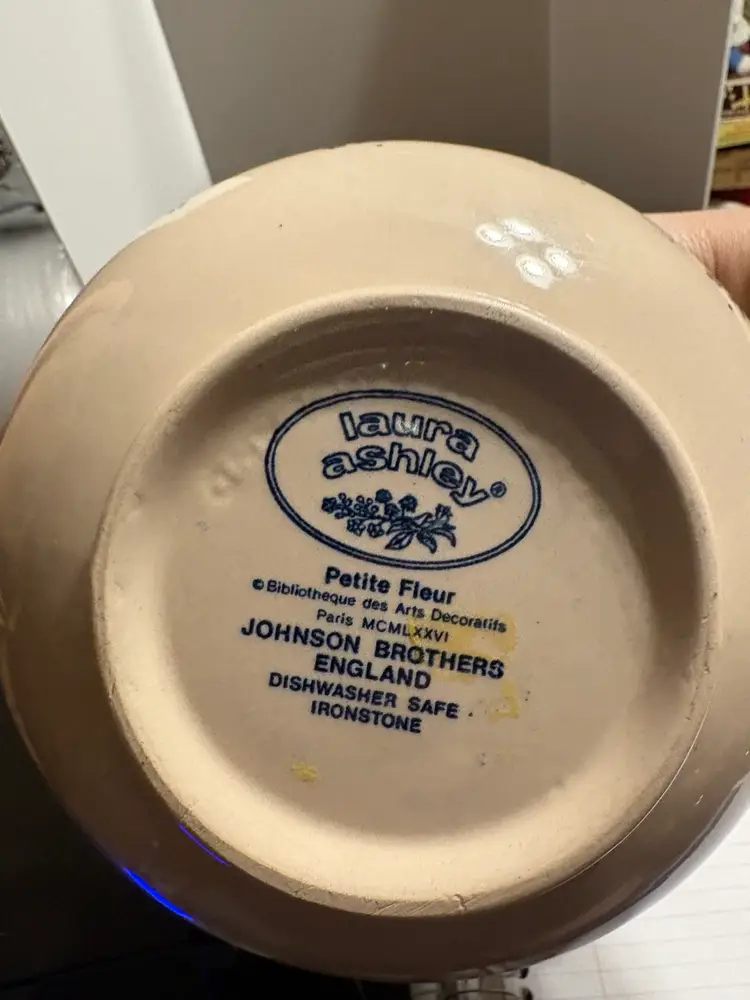 laura
ashley®
Petite Fleur
© Bibliotheque des Arts Decoratifs
Paris MCMLXXVI
JOHNSON BROTHERS
ENGLAND
DISHWASHER SAFE
IRONSTONE